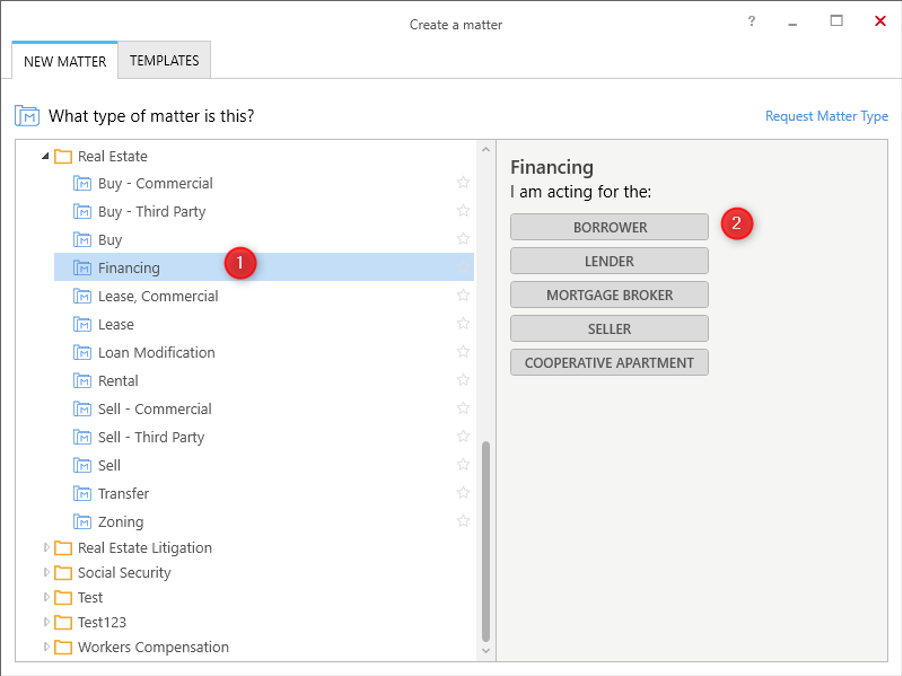 Create a matter
?
NEW MATTER
TEMPLATES
What type of matter is this?
Request Matter Type
Real Estate
Buy - Commercial
Buy - Third Party
Buy
Financing
1
Lease, Commercial
Lease
Loan Modification
Rental
Sell - Commercial
Sell - Third Party
Sell
Transfer
Zoning
Real Estate Litigation
Social Security
Test
Test123
Workers Compensation
Financing
I am acting for the:
BORROWER
2
LENDER
MORTGAGE BROKER
SELLER
COOPERATIVE APARTMENT